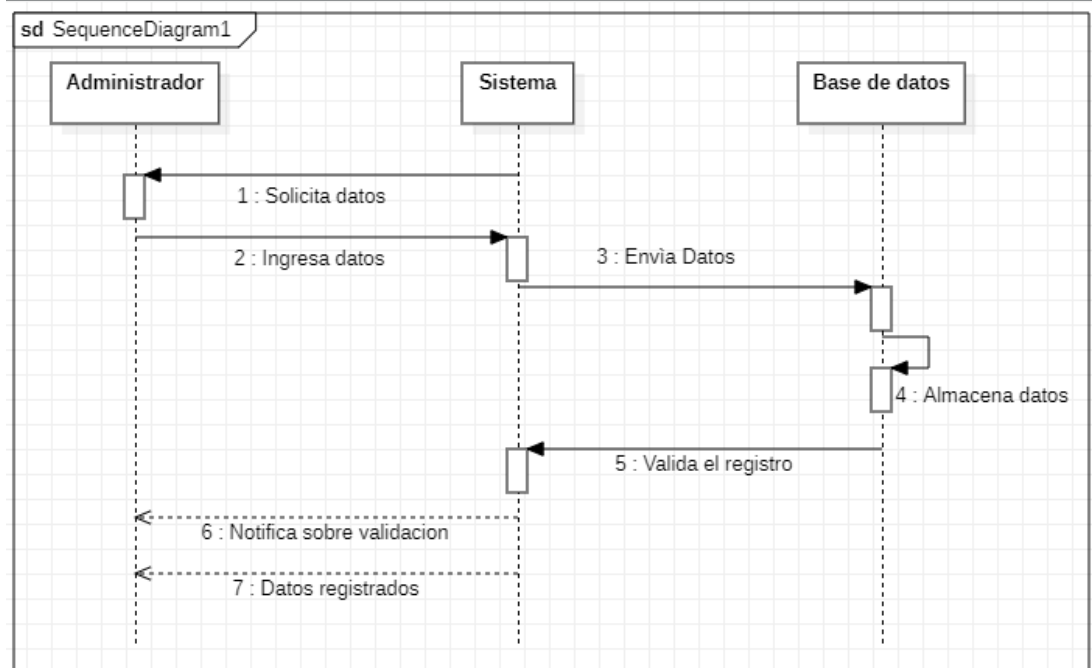 sd SequenceDiagram1
Administrador
Sistema
Base de datos
1 : Solicita datos
2 : Ingresa datos
3 : Envìa Datos
4 : Almacena datos
5 : Valida el registro
6 : Notifica sobre validacion
7 : Datos registrados